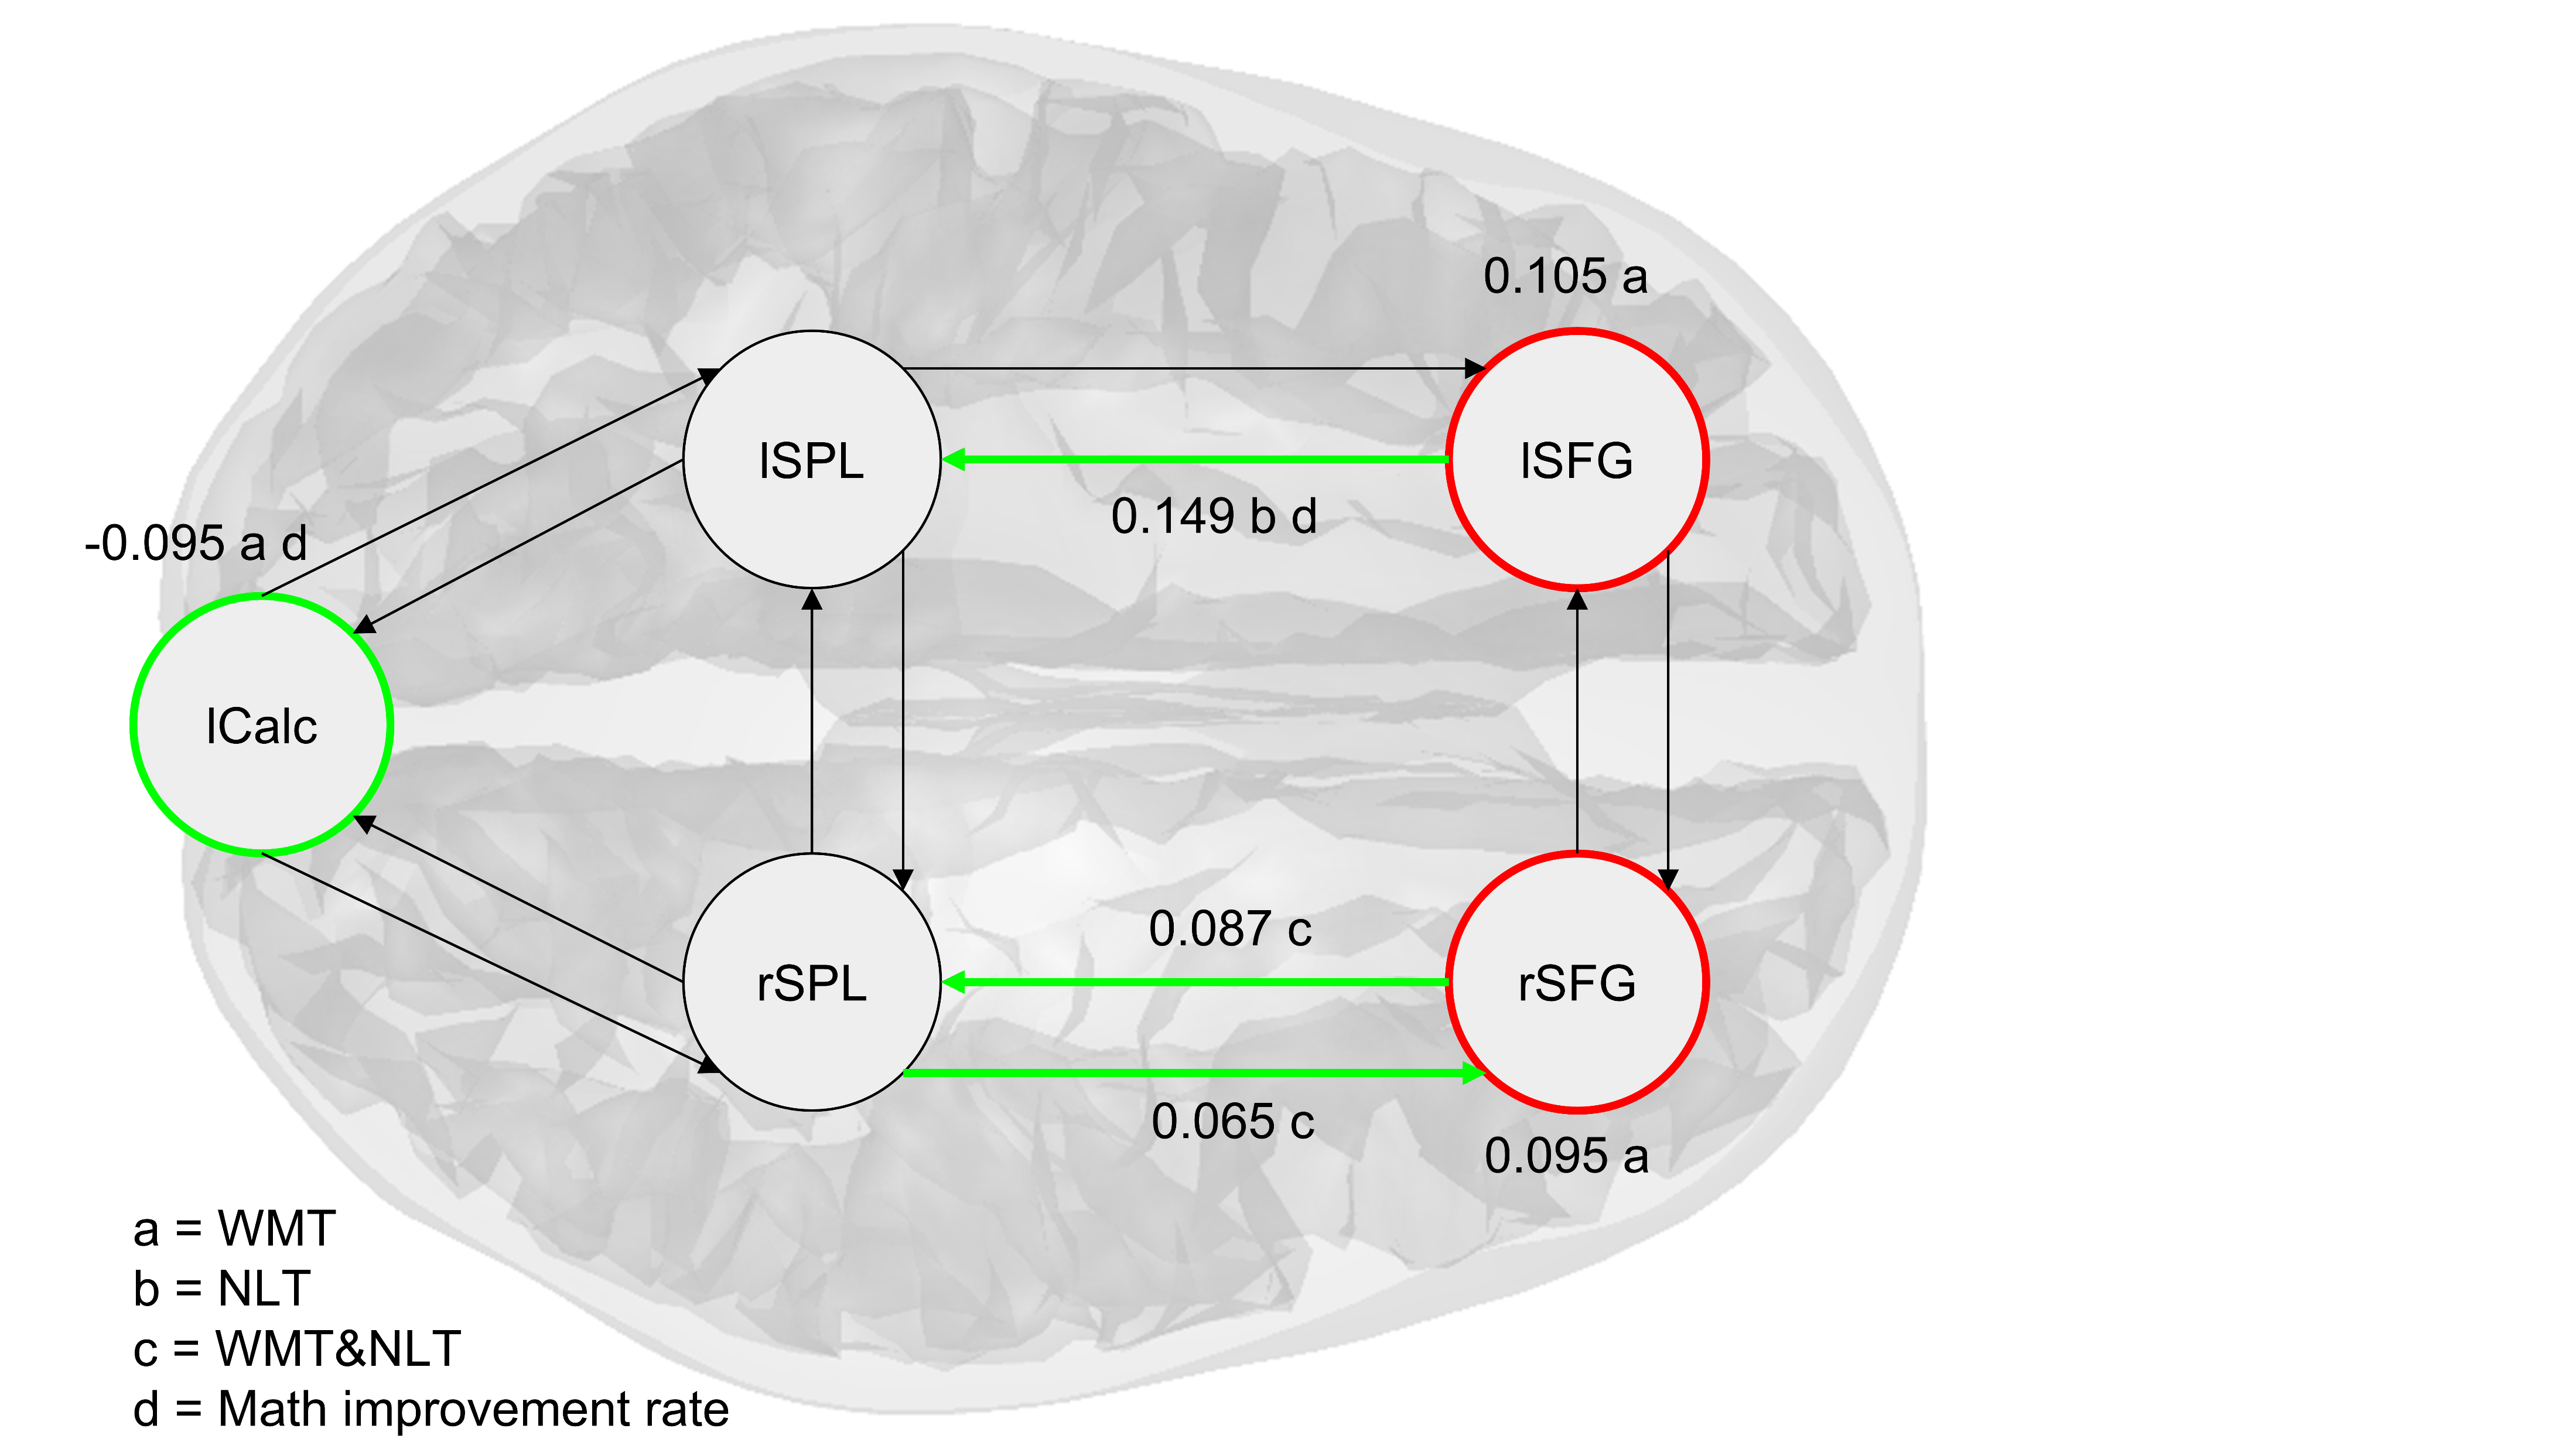 0.105 a
lSPL
lSFG
0.149 b d
-0.095 a d
lCalc
0.087 c
rSPL
rSFG
0.065 c
0.095 a
a = WMT
b = NLT
c = WMT&NLT
d = Math improvement rate